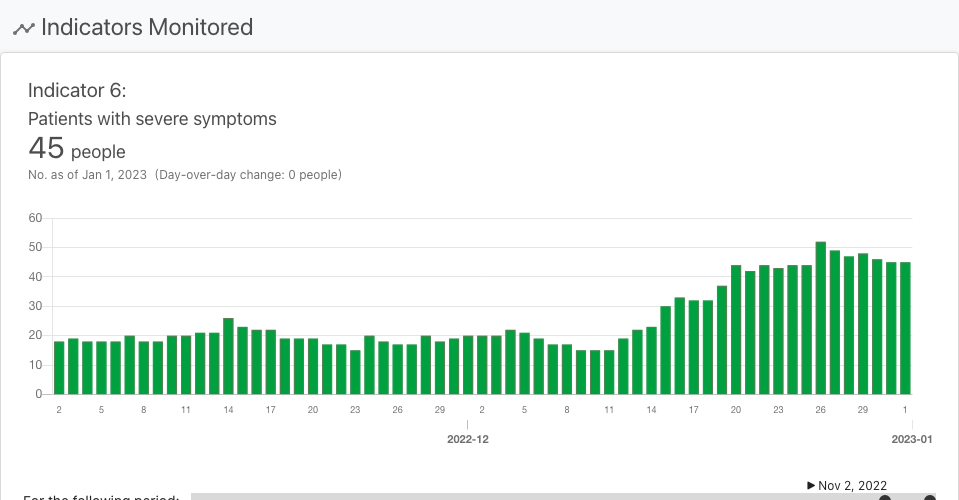 Indicators Monitored
Indicator 6:
Patients with severe symptoms
45 people
No. as of Jan 1, 2023 (Day-over-day change: 0 people)
60
50
40
30
20
10
0
2 5 8 11 14 17 20 23 26 29 2 5 8 11 14 17 20 23 26 29 1
2022-12 2023-01
Nov 2, 2022
For the following period: